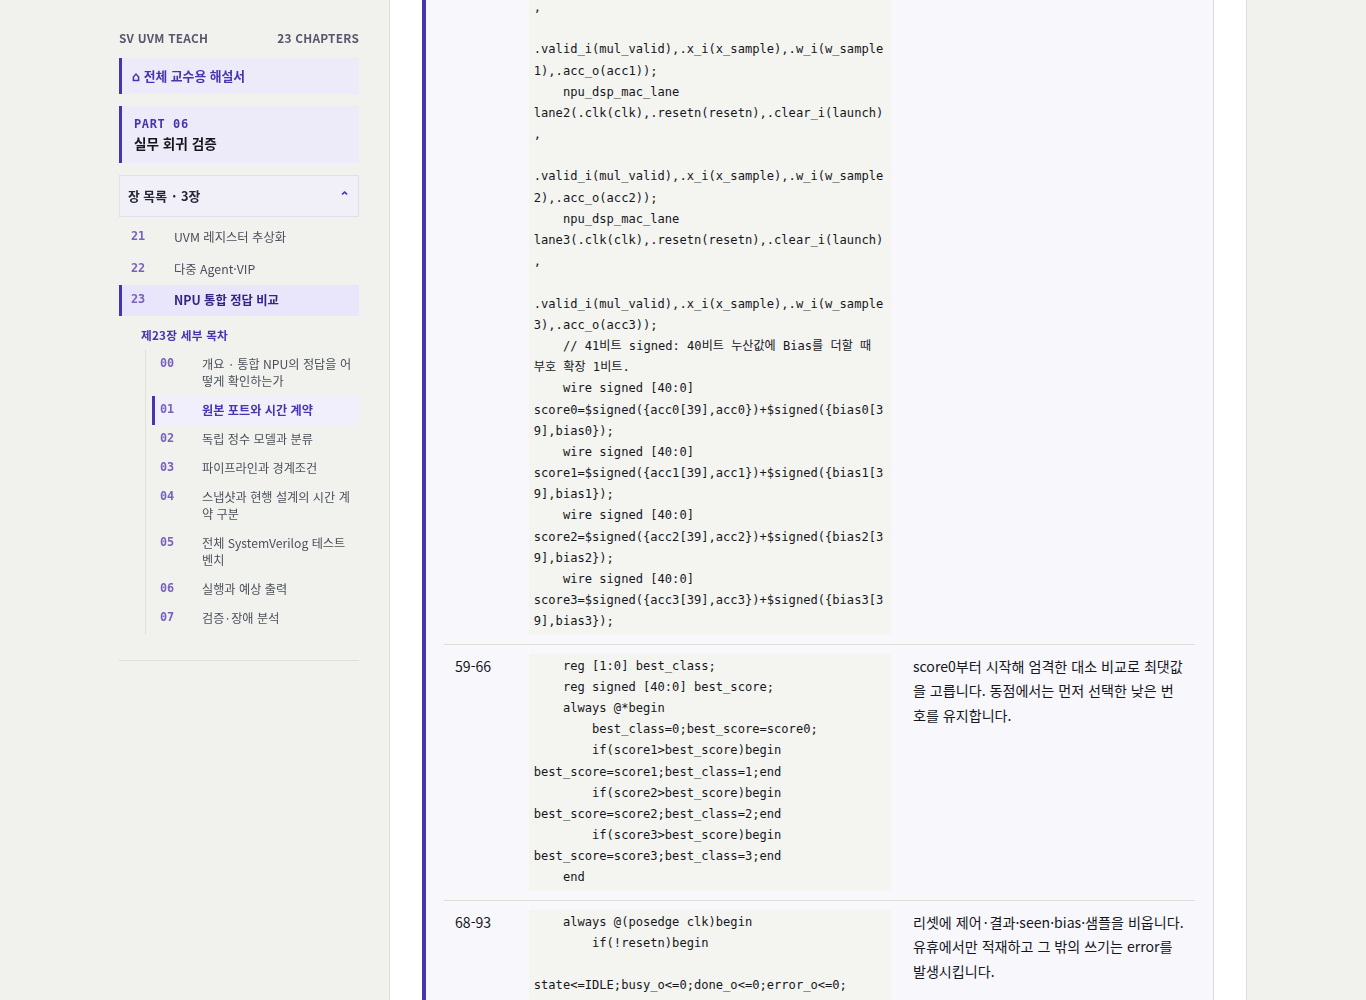 SV UVM TEACH
23 CHAPTERS
⌂ 전체 교수용 해설서
PART 06
실무 회귀 검증
장 목록 · 3장
21 UVM 레지스터 추상화
22 다중 Agent·VIP
23 NPU 통합 정답 비교
제23장 세부 목차
00 개요 · 통합 NPU의 정답을 어
떻게 확인하는가
01 원본 포트와 시간 계약
02 독립 정수 모델과 분류
03 파이프라인과 경계조건
04 스냅샷과 현행 설계의 시간 계
약 구분
05 전체 SystemVerilog 테스트
벤치
06 실행과 예상 출력
07 검증·장애 분석
,
.valid_i(mul_valid),.x_i(x_sample),.w_i(w_sample
1),.acc_o(acc1));
npu_dsp_mac_lane
lane2(.clk(clk),.resetn(resetn),.clear_i(launch)
,
.valid_i(mul_valid),.x_i(x_sample),.w_i(w_sample
2),.acc_o(acc2));
npu_dsp_mac_lane
lane3(.clk(clk),.resetn(resetn),.clear_i(launch)
,
.valid_i(mul_valid),.x_i(x_sample),.w_i(w_sample
3),.acc_o(acc3));
// 41비트 signed: 40비트 누산값에 Bias를 더할 때
부호 확장 1비트.
wire signed [40:0]
score0=$signed({acc0[39],acc0})+$signed({bias0[3
9],bias0});
wire signed [40:0]
score1=$signed({acc1[39],acc1})+$signed({bias1[3
9],bias1});
wire signed [40:0]
score2=$signed({acc2[39],acc2})+$signed({bias2[3
9],bias2});
wire signed [40:0]
score3=$signed({acc3[39],acc3})+$signed({bias3[3
9],bias3});
59-66
reg [1:0] best_class;
reg signed [40:0] best_score;
always @*begin
best_class=0;best_score=score0;
if(score1>best_score)begin
best_score=score1;best_class=1;end
if(score2>best_score)begin
best_score=score2;best_class=2;end
if(score3>best_score)begin
best_score=score3;best_class=3;end
end
score0부터 시작해 엄격한 대소 비교로 최댓값
을 고릅니다. 동점에서는 먼저 선택한 낮은 번
호를 유지합니다.
68-93
always @(posedge clk)begin
if(!resetn)begin
state<=IDLE;busy_o<=0;done_o<=0;error_o<=0;
리셋에 제어·결과·seen·bias·샘플을 비웁니다.
유휴에서만 적재하고 그 밖의 쓰기는 error를
발생시킵니다.